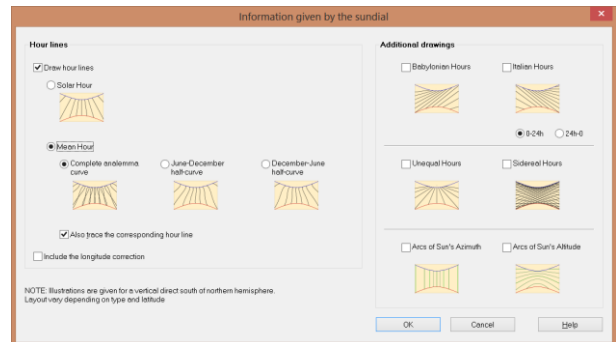 Information given by the sundial
Hour lines
Draw hour lines
Solar Hour
Mean Hour
Complete analemma
curve
June-December
half-curve
December-June
half-curve
Also trace the corresponding hour line
Include the longitude correction
NOTE: Illustrations are given for a vertical direct south of northern hemisphere.
Layout vary depending on type and latitude
Additional drawings
Babylonian Hours
Italian Hours
0-24h
24h-0
Unequal Hours
Sidereal Hours
Arcs of Sun's Azimuth
Arcs of Sun's Altitude
OK
Cancel
Help